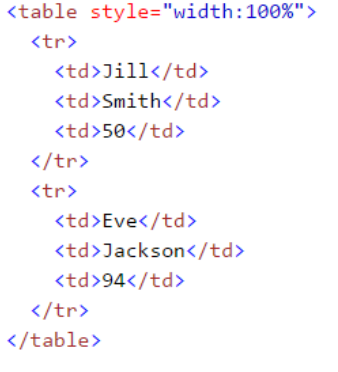 <table style="width:100%">
  <tr>
    <td>Jill</td>
    <td>Smith</td>
    <td>50</td>
  </tr>
  <tr>
    <td>Eve</td>
    <td>Jackson</td>
    <td>94</td>
  </tr>
</table>